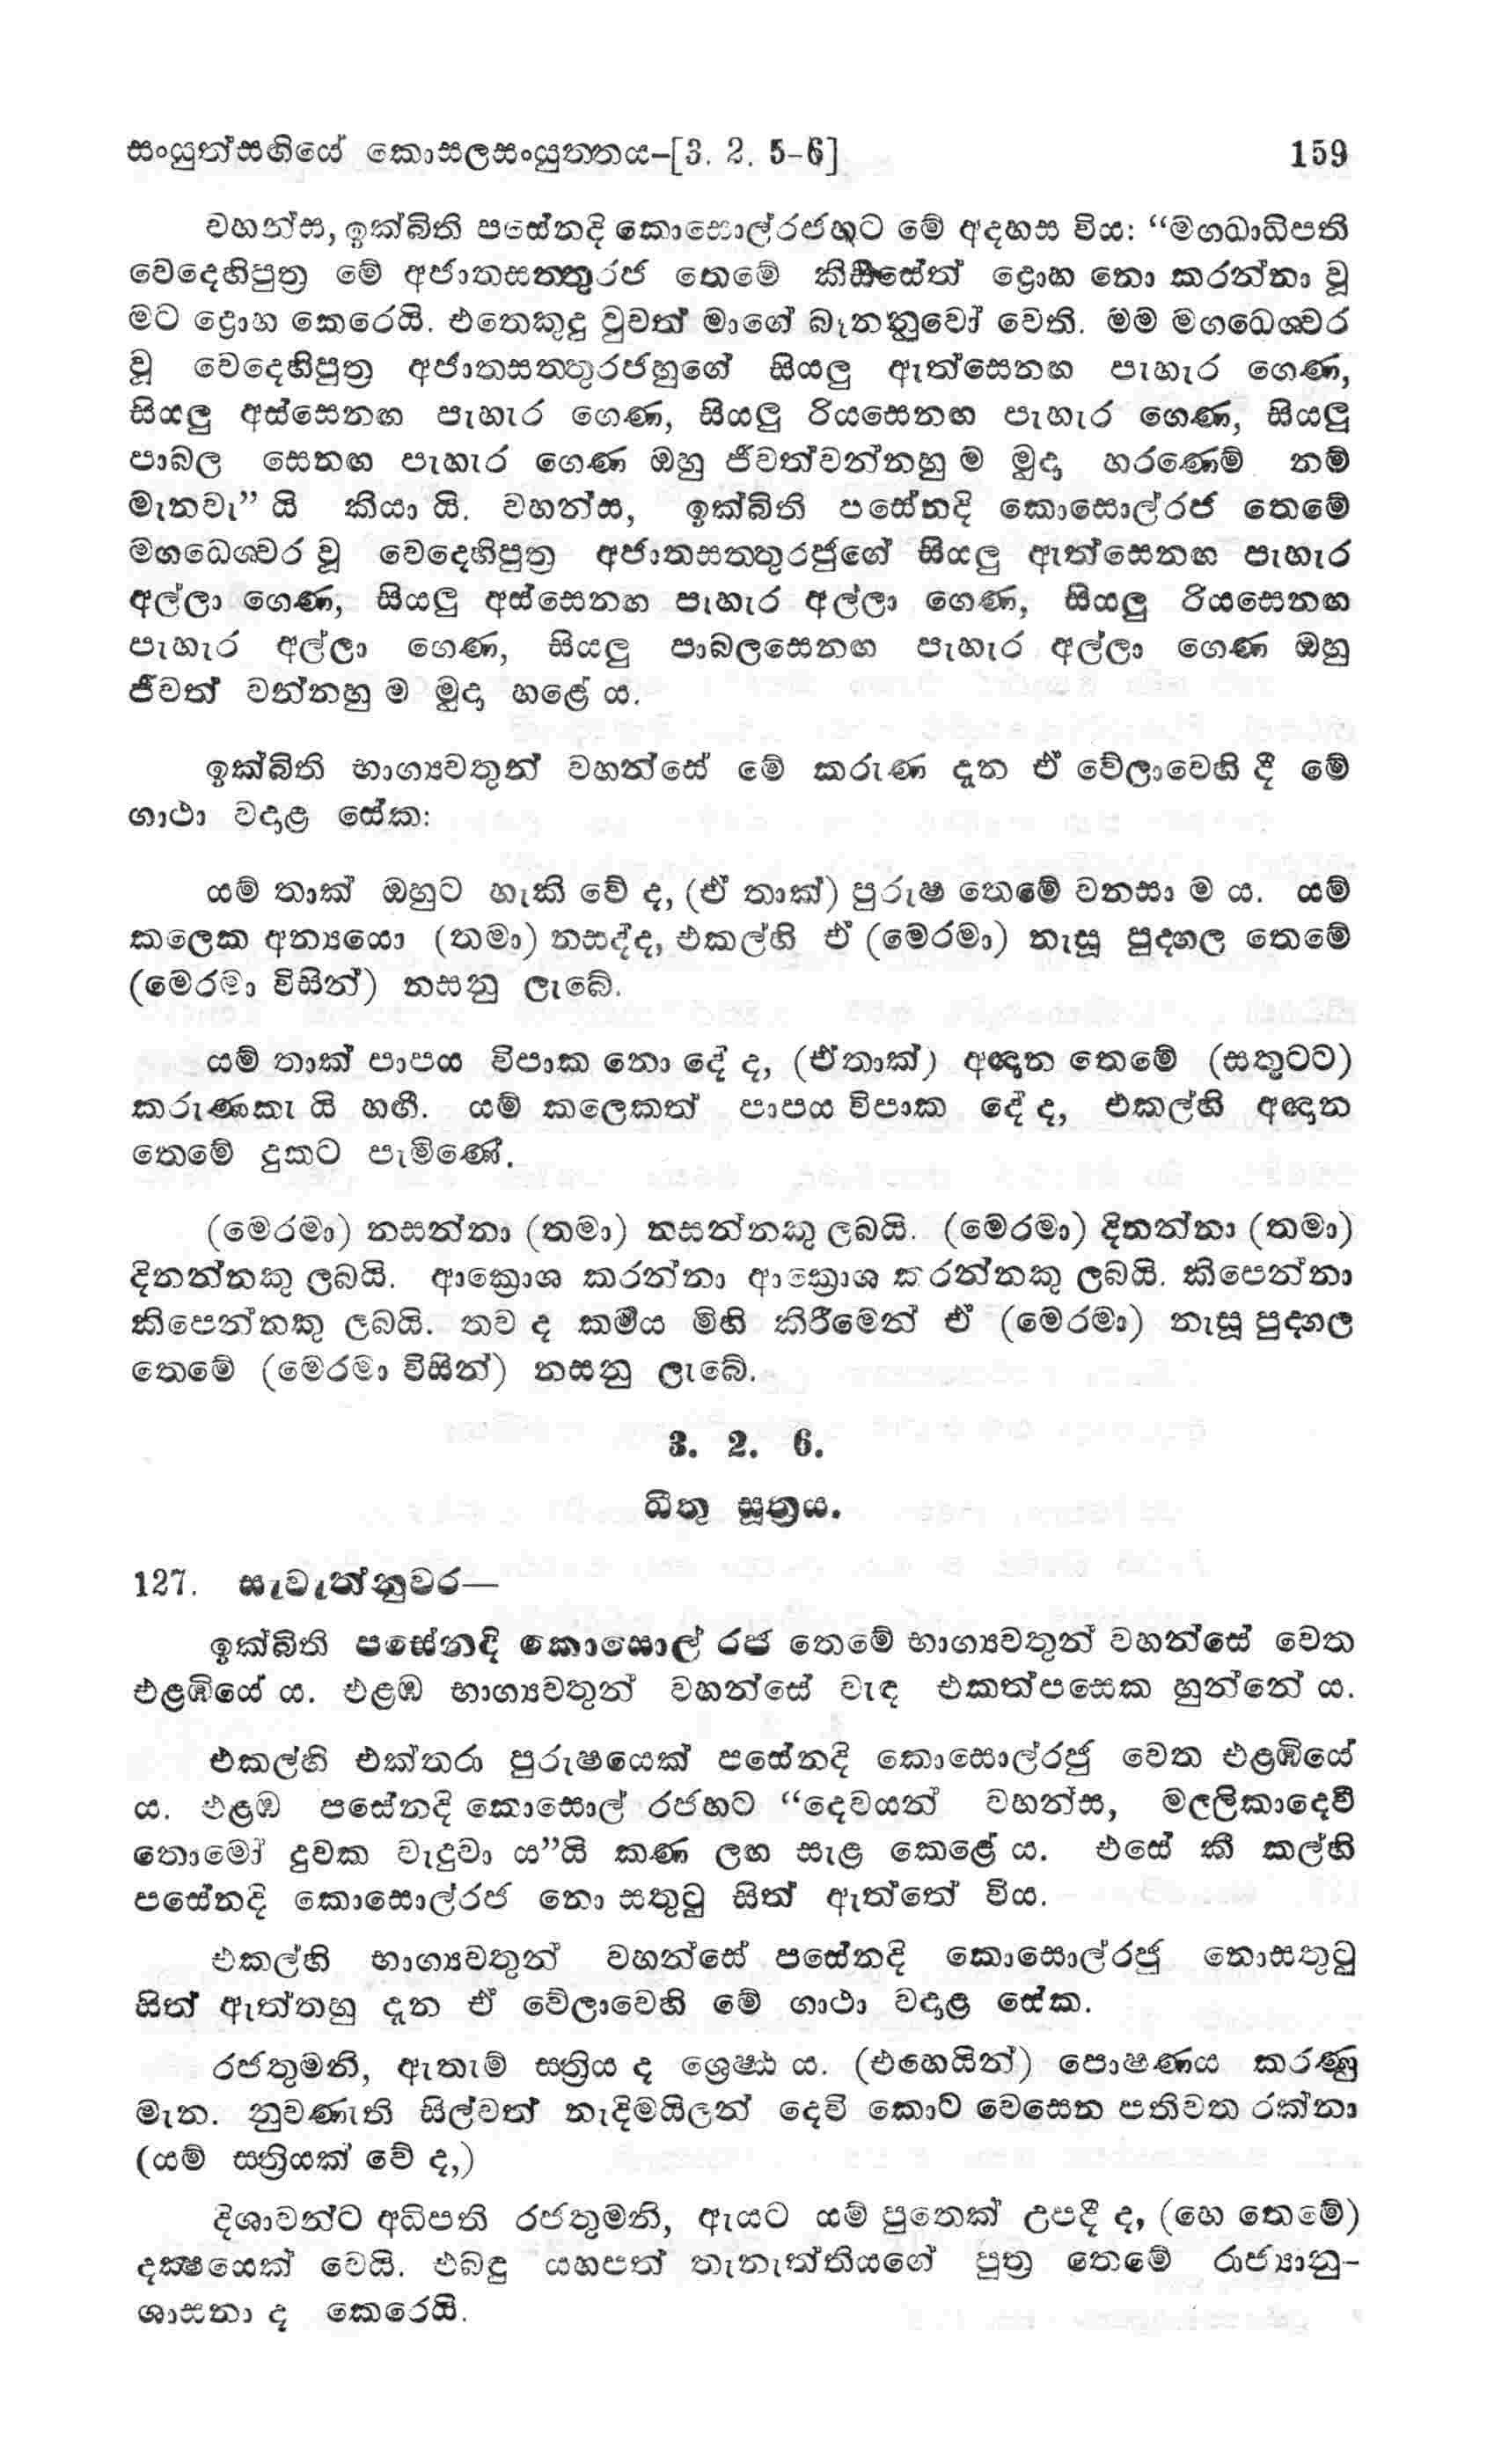 සංයුත්සඟියේ කොසලසංයුත්තය–[3. 2. 5–6] 159
වහන්ස, ඉක්බිති පසේනදි කොසොල්රජහුට මේ අදහස විය: “මගධාධිපති
වෙදෙහිපුත්‍ර මේ අජාතසත්තුරජ තෙමේ කිසිසේත් ද්‍රොහ නො කරන්නා වූ
මට ද්‍රොහ කෙරෙයි. එතෙකුදු වුවත් මාගේ බෑනනුවෝ වෙති. මම මගධෙශ්වර
වූ වෙදෙහිපුත්‍ර අජාතසත්තුරජහුගේ සියලු ඇත්සෙනඟ පැහැර ගෙණ,
සියලු අස්සෙනඟ පැහැර ගෙණ, සියලු රියසෙනඟ පැහැර ගෙණ, සියලු
පාබල සෙනඟ පැහැර ගෙණ ඔහු ජීවත්වන්නහු ම මුදා හරණෙම් නම්
මැනවැ” යි කියා යි. වහන්ස, ඉක්බිති පසේනදි කොසොල්රජ තෙමේ
මගධෙශ්වර වූ වෙදෙහිපුත්‍ර අජාතසත්තුරජුගේ සියලු ඇත්සෙනඟ පැහැර
අල්ලා ගෙණ, සියලු අස්සෙනඟ පැහැර අල්ලා ගෙණ, සියලු රියසෙනඟ
පැහැර අල්ලා ගෙණ, සියලු පාබලසෙනඟ පැහැර අල්ලා ගෙණ ඔහු
ජීවත් වන්නහු ම මුදා හළේ ය.
ඉක්බිති භාග්‍යවතුන් වහන්සේ මේ කරුණ දැන ඒ වේලාවෙහි දී මේ
ගාථා වදාළ සේක:
යම් තාක් ඔහුට හැකි වේ ද, (ඒ තාක්) පුරුෂ තෙමේ වනසා ම ය. යම්
කලෙක අන්‍යයො (තමා) නසද්ද, එකල්හි ඒ (මෙරමා) නැසූ පුද්ගල තෙමේ
(මෙරමා විසින්) නසනු ලැබේ.
යම් තාක් පාපය විපාක නො දේ ද, (ඒතාක්) අඥාන තෙමේ (සතුටට)
කරුණකැ යි හඟී. යම් කලෙකත් පාපය විපාක දේ ද, එකල්හි අඥාන
තෙමේ දුකට පැමිණේ.
(මෙරමා) නසන්නා (තමා) නසන්නකු ලබයි. (මෙරමා) දිනන්නා (තමා)
දිනන්නකු ලබයි. ආක්‍රොශ කරන්නා ආක්‍රොශ කරන්නකු ලබයි. කිපෙන්නා
කිපෙන්නකු ලබයි. තව ද කර්මය මිහි කිරීමෙන් ඒ (මෙරමා) නැසූ පුද්ගල
තෙමේ (මෙරමා විසින්) නසනු ලැබේ.
3. 2. 6.
ධීතු සූත්‍රය.
127. සැවැත්නුවර—
ඉක්බිති පසේනදි කොසොල් රජ තෙමේ භාග්‍යවතුන් වහන්සේ වෙත
එළඹියේ ය. එළඹ භාග්‍යවතුන් වහන්සේ වැඳ එකත්පසෙක හුන්නේ ය.
එකල්හි එක්තරා පුරුෂයෙක් පසේනදි කොසොල්රජු වෙත එළඹියේ
ය. එළඹ පසේනදි කොසොල් රජහට “දෙවයන් වහන්ස, මල්ලිකාදෙවී
තොමෝ දුවක වැදුවා ය”යි කණ ලඟ සැළ කෙළේ ය. එසේ කී කල්හි
පසේනදි කොසොල්රජ නො සතුටු සිත් ඇත්තේ විය.
එකල්හි භාග්‍යවතුන් වහන්සේ පසේනදි කොසොල්රජු නොසතුටු
සිත් ඇත්තහු දැන ඒ වේලාවෙහි මේ ගාථා වදාළ සේක.
රජතුමනි, ඇතැම් ස්ත්‍රිය ද ශ්‍රෙෂ්ඨ ය. (එහෙයින්) පොෂණය කරණු
මැන. නුවණැති සිල්වත් නැදිමයිලන් දෙවි කොට වෙසෙන පතිවත රක්නා
(යම් ස්ත්‍රියක් වේ ද,)
දිශාවන්ට අධිපති රජතුමනි, ඇයට යම් පුතෙක් උපදී ද, (හෙ තෙමේ)
දක්ෂයෙක් වෙයි. එබඳු යහපත් තැනැත්තියගේ පුත්‍ර තෙමේ රාජ්‍යානු–
ශාසනා ද කෙරෙයි.